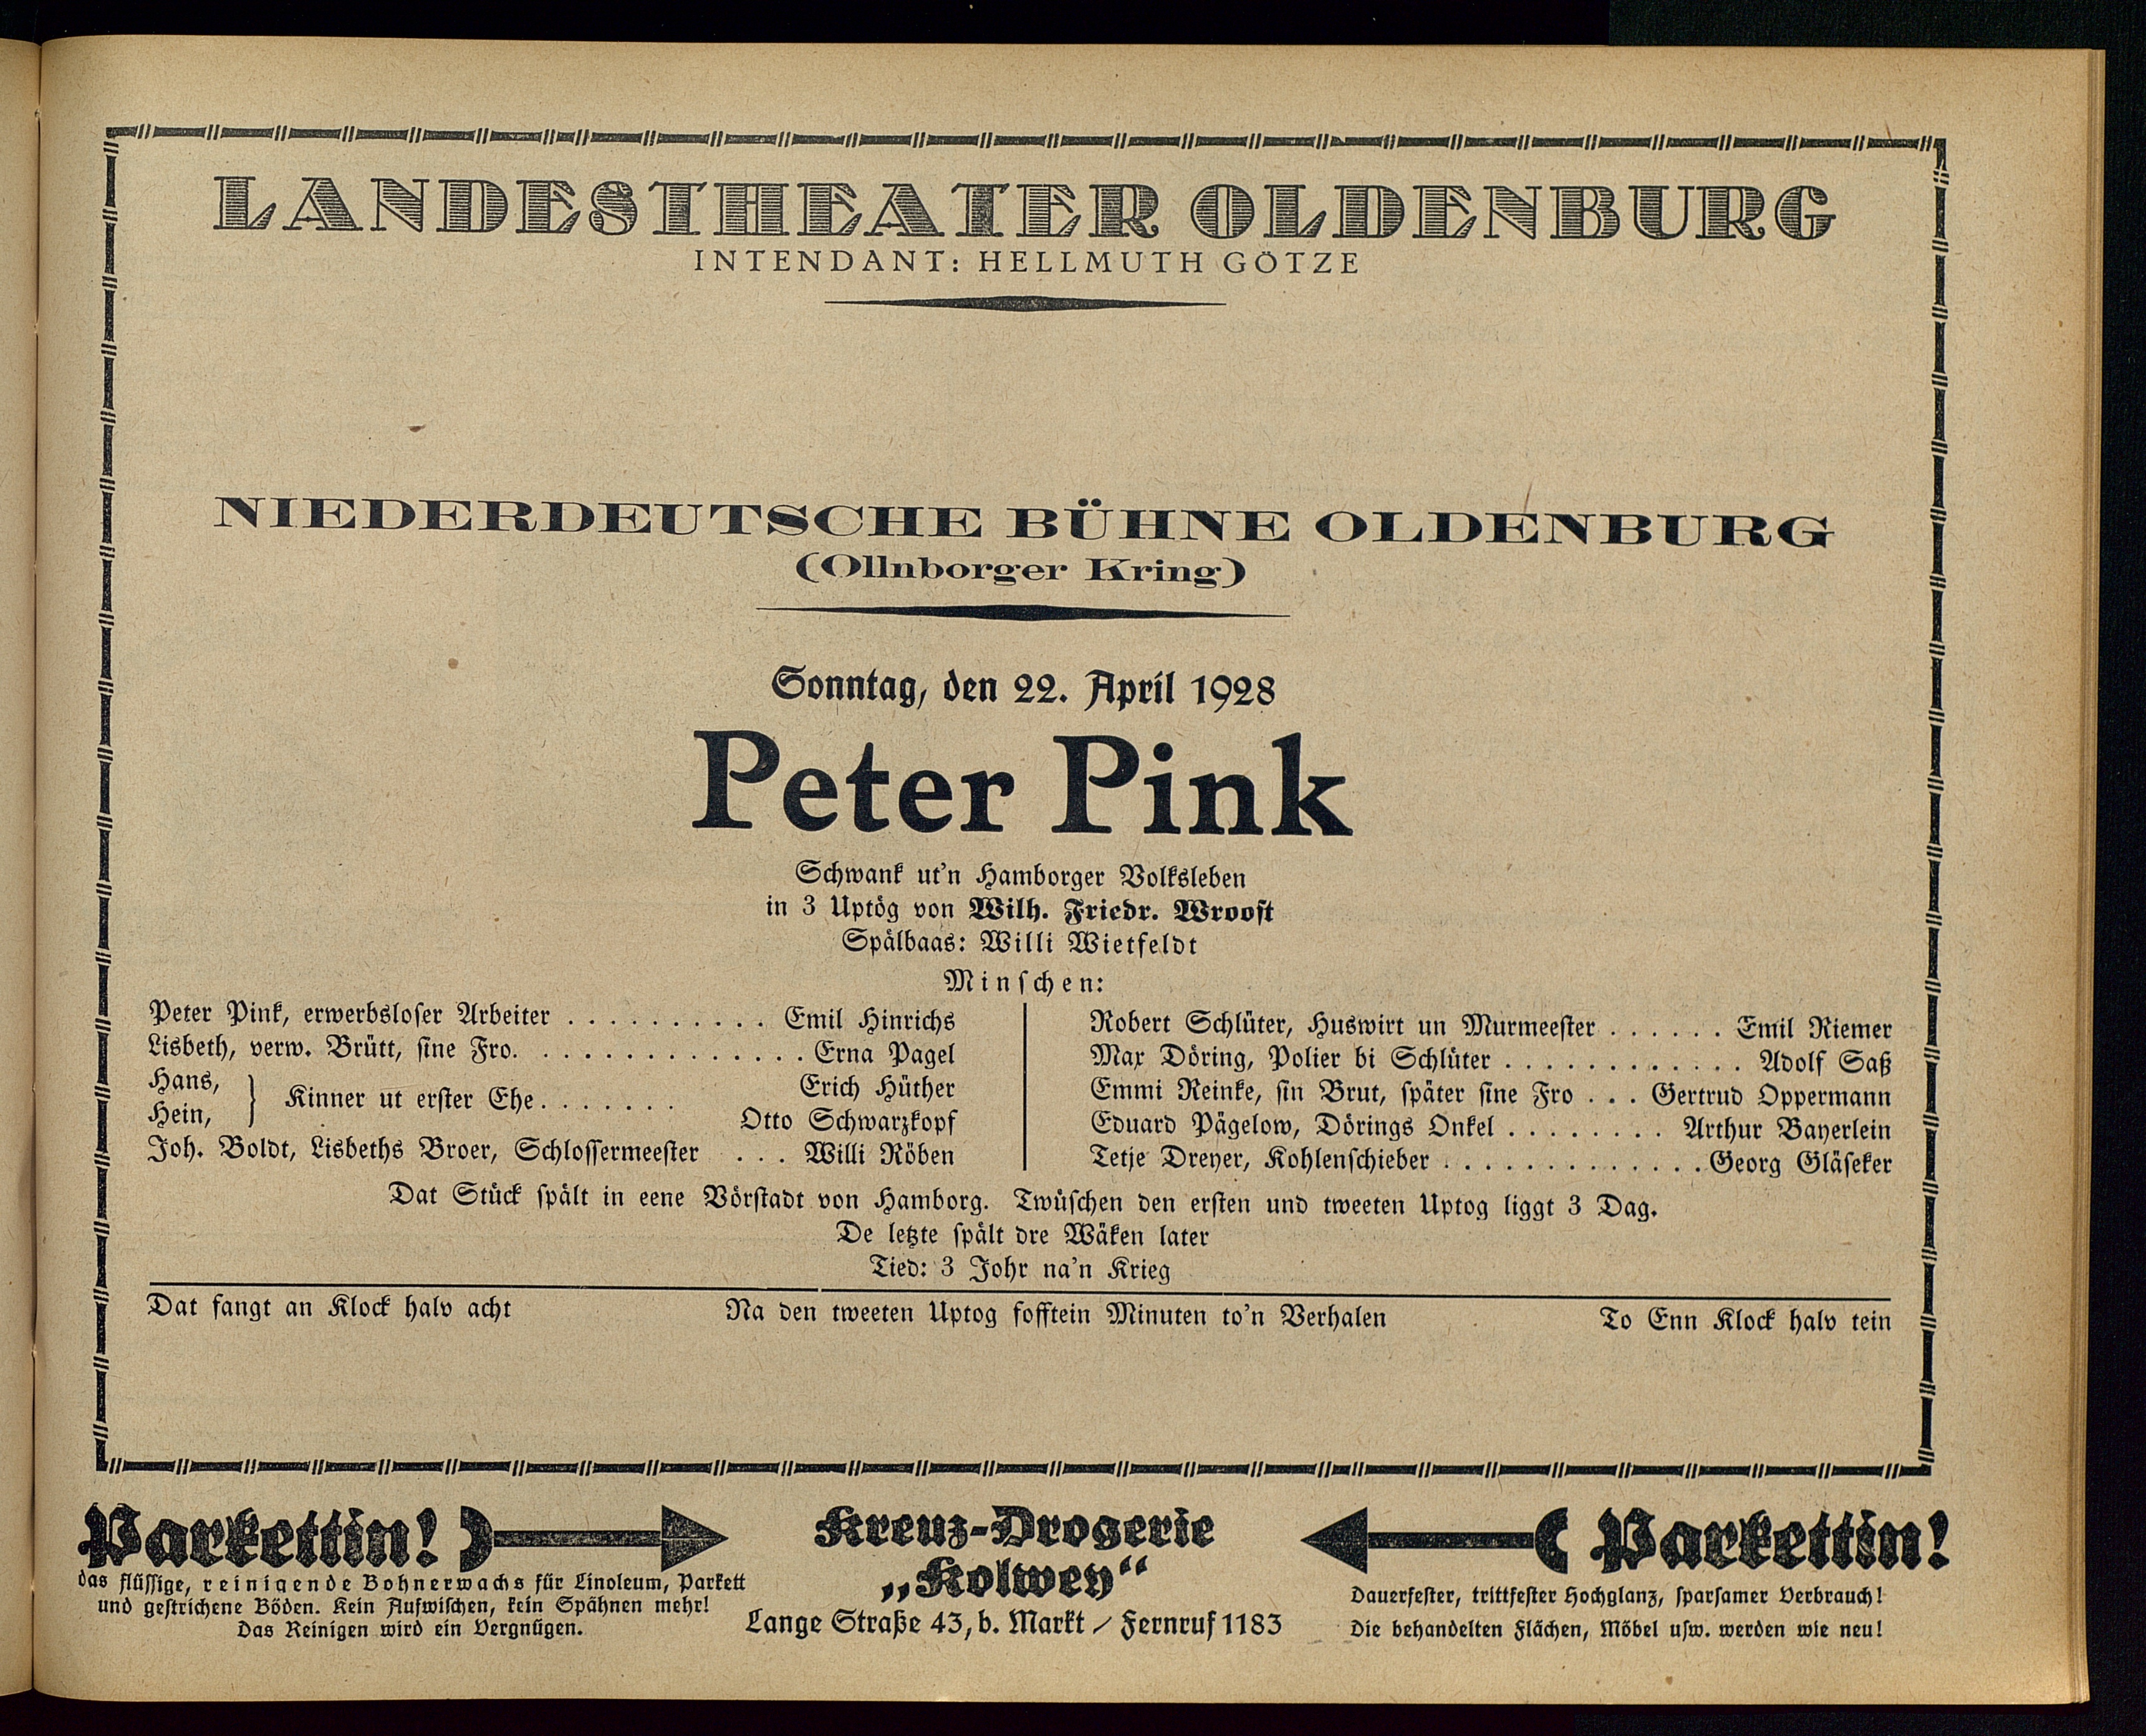 LANDESTHEATER OLDENBURG
INTENDANT: HELLMUTH GÖTZE
NIEDERDEUTSCHE BÜHNE OLDENBURG
(Ollnborger Kring)
Sonntag, den 22. April 1928
Peter Pink
Schwank ut'n Hamborger Volksleben
in 3 Uptög von Wilh. Friedr. Wroost
Spälbaas: Willi Wietfeldt
Minschen:
Peter Pink, erwerbsloser Arbeiter . . . . . . . . . . Emil Hinrichs
Lisbeth, verw. Brütt, sine Fro. . . . . . . . . . . . . . . Erna Pagel
Hans, } Kinner ut erster Ehe. . . . . . . Erich Hüther
Hein, Otto Schwarzkopf
Joh. Boldt, Lisbeths Broer, Schlossermeester . . . Willi Röben
Robert Schlüter, Huswirt un Murmeester . . . . . . Emil Riemer
Max Döring, Polier bi Schlüter . . . . . . . . . . . . Adolf Saß
Emmi Reinke, sin Brut, später sine Fro . . . Gertrud Oppermann
Eduard Pägelow, Dörings Onkel . . . . . . . . Arthur Bayerlein
Tetje Dreyer, Kohlenschieber . . . . . . . . . . . . . Georg Gläseker
Dat Stück spält in eene Vörstadt von Hamborg. Twüschen den ersten und tweeten Uptog liggt 3 Dag.
De letzte spält dre Wäken later
Tied: 3 Johr na'n Krieg
Dat fangt an Klock halv acht Na den tweeten Uptog fofftein Minuten to'n Verhalen To Enn Klock halv tein
Parkettin!
das flüssige, reinigende Bohnerwachs für Linoleum, Parkett
und gestrichene Böden. Kein Aufwischen, kein Spähnen mehr!
Das Reinigen wird ein Vergnügen.
Kreuz-Drogerie
„Kolwey“
Lange Straße 43, b. Markt / Fernruf 1183
Parkettin!
Dauerfester, trittfester Hochglanz, sparsamer Verbrauch!
Die behandelten Flächen, Möbel usw. werden wie neu!